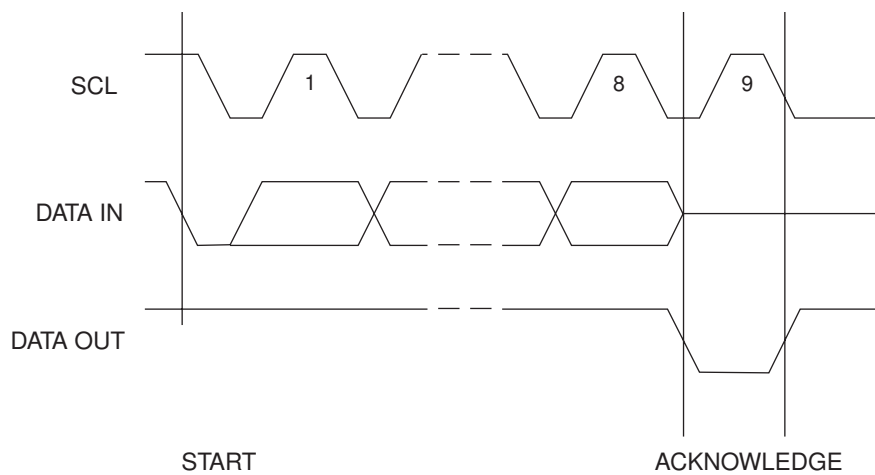 SCL
1
8
9
DATA IN
DATA OUT
START
ACKNOWLEDGE